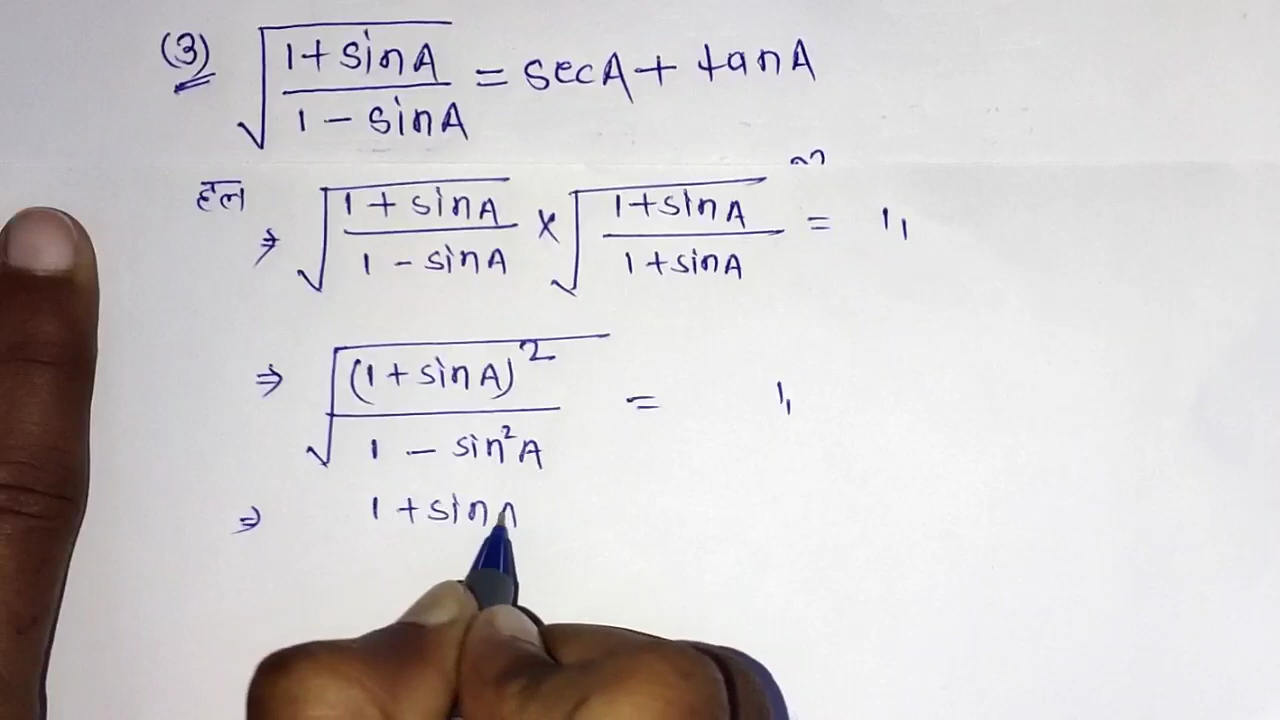 (3) √((1+sinA)/(1-sinA)) = secA + tanA
हल
⇒ √((1+sinA)/(1-sinA)) × √((1+sinA)/(1+sinA)) = ''
⇒ √((1+sinA)²/(1-sin²A)) = ''
⇒ 1+sinA